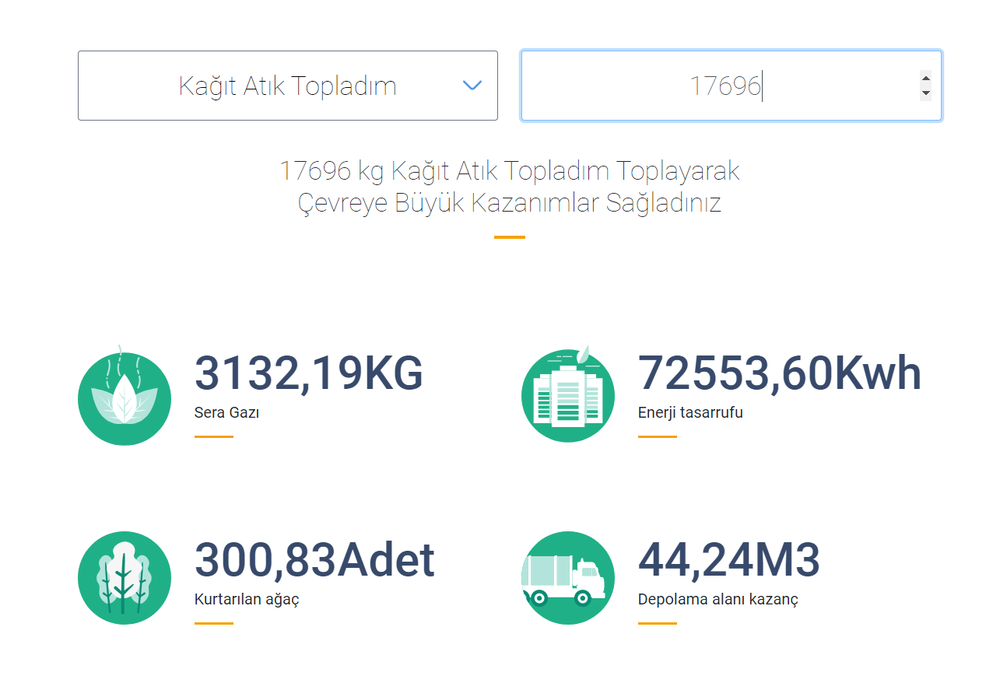 Kağıt Atık Topladım
17696
17696 kg Kağıt Atık Topladım Toplayarak
Çevreye Büyük Kazanımlar Sağladınız
3132,19KG
Sera Gazı
72553,60Kwh
Enerji tasarrufu
300,83Adet
Kurtarılan ağaç
44,24M3
Depolama alanı kazanç